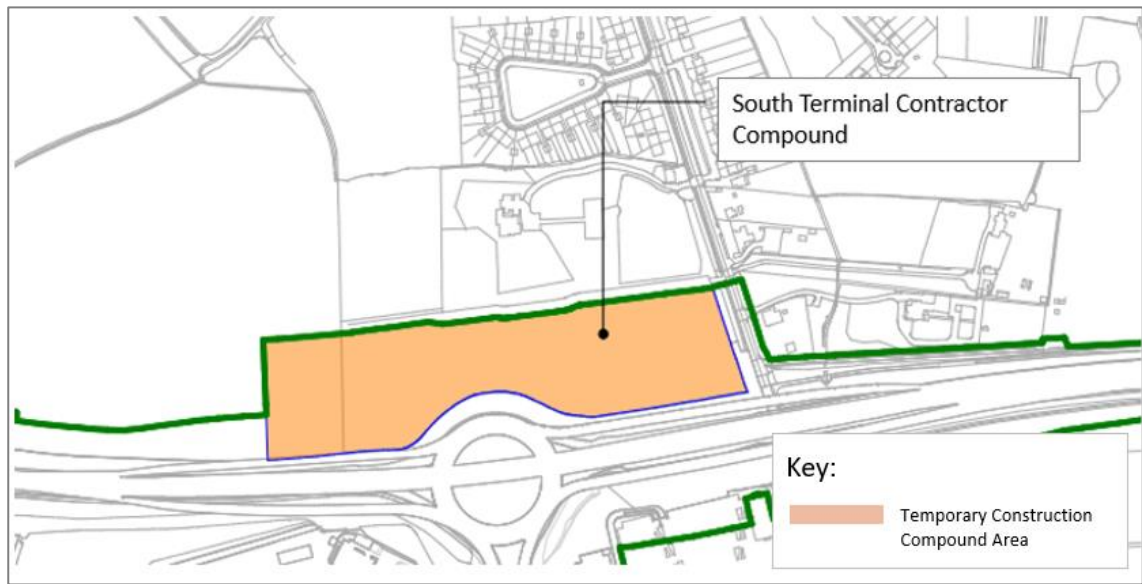 South Terminal Contractor
Compound
Key:
Temporary Construction
Compound Area